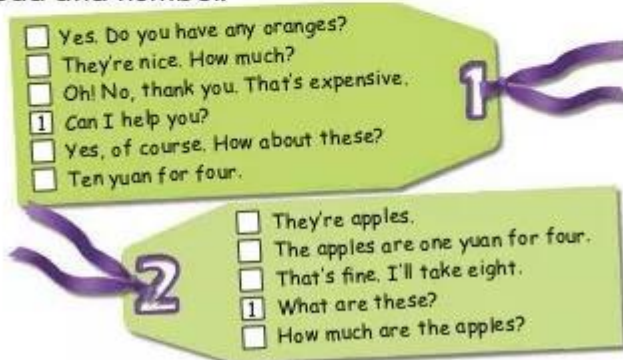 Yes. Do you have any oranges?
They're nice. How much?
Oh! No, thank you. That's expensive.
1 Can I help you?
Yes, of course. How about these?
Ten yuan for four.
1
They're apples.
The apples are one yuan for four.
That's fine. I'll take eight.
1 What are these?
How much are the apples?
2